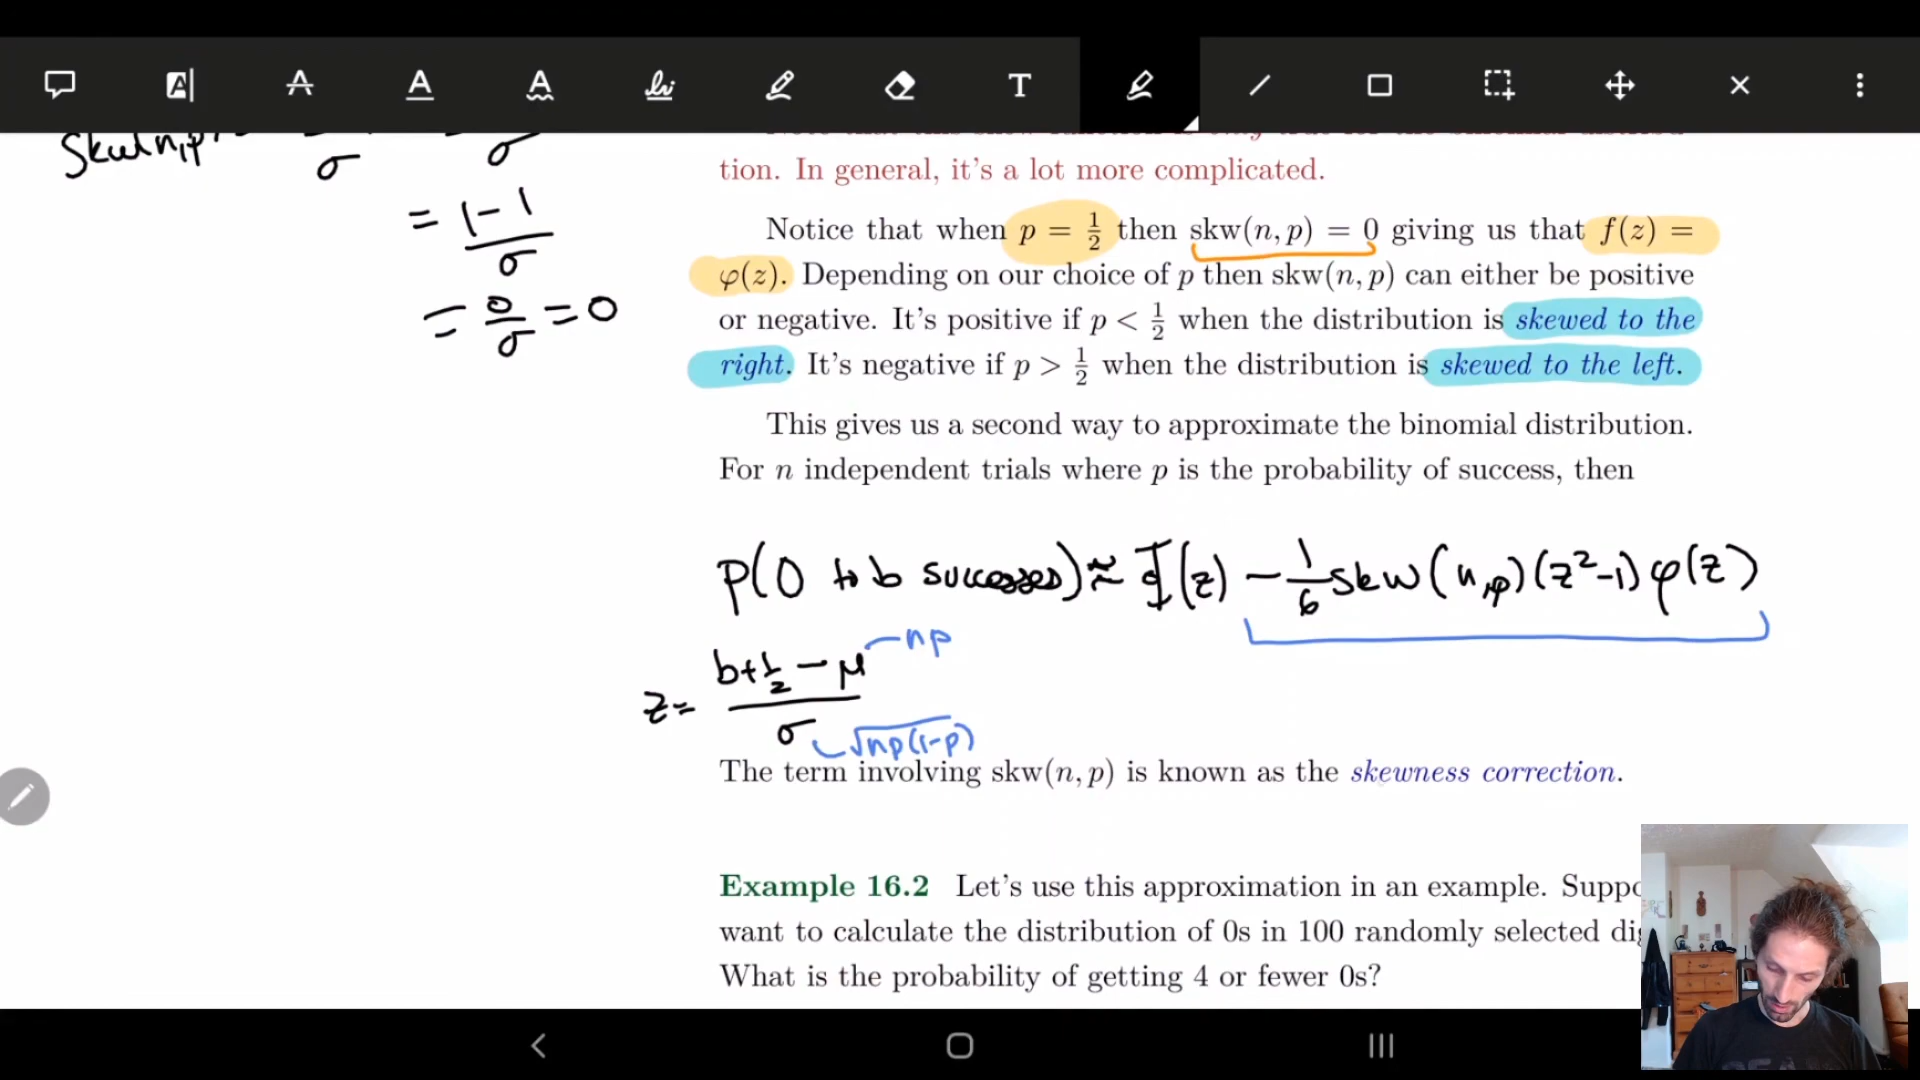 Skw(n,p)
σ
σ
= 1-1
σ
= 0/σ = 0
tion. In general, it's a lot more complicated.
Notice that when p = 1/2 then skw(n, p) = 0 giving us that f(z) =
φ(z). Depending on our choice of p then skw(n, p) can either be positive
or negative. It's positive if p < 1/2 when the distribution is skewed to the
right. It's negative if p > 1/2 when the distribution is skewed to the left.
This gives us a second way to approximate the binomial distribution.
For n independent trials where p is the probability of success, then
P(0 to b successes) ≈ Φ(z) - 1/6 skw(n,p)(z²-1)φ(z)
z = (b+1/2 - μ)/σ
np
√np(1-p)
The term involving skw(n, p) is known as the skewness correction.
Example 16.2 Let's use this approximation in an example. Suppo
want to calculate the distribution of 0s in 100 randomly selected di
What is the probability of getting 4 or fewer 0s?